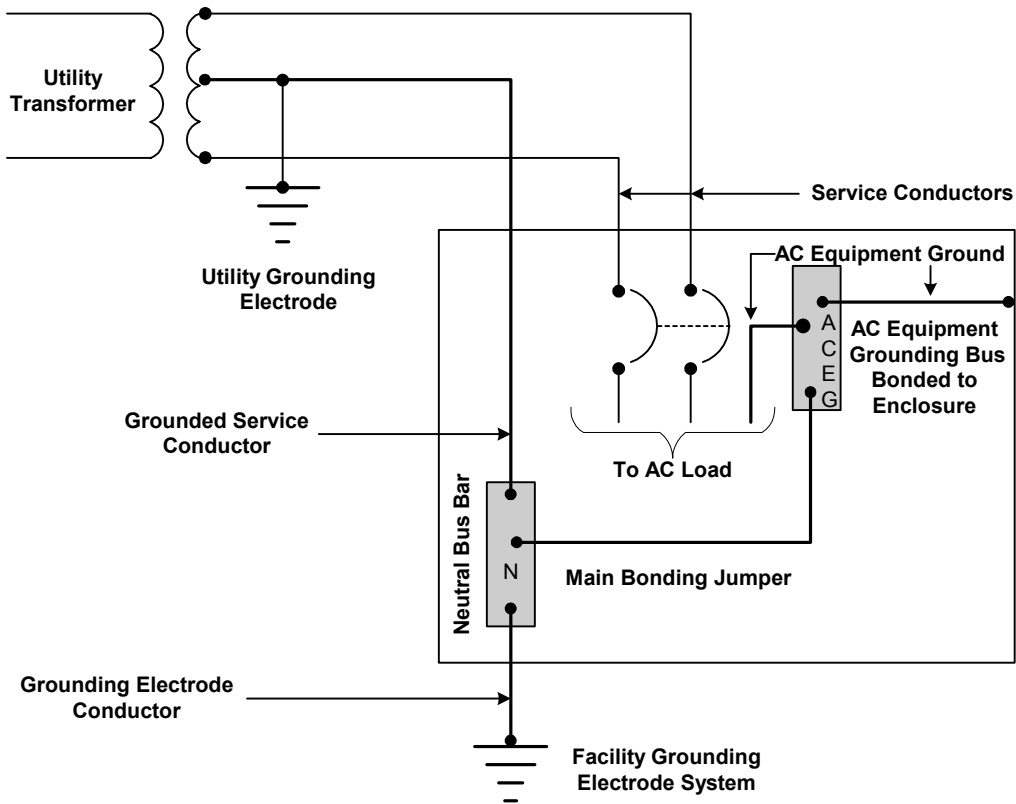 Utility
Transformer
Service Conductors
AC Equipment Ground
Utility Grounding
Electrode
A
C
E
G
AC Equipment
Grounding Bus
Bonded to
Enclosure
Grounded Service
Conductor
To AC Load
Neutral Bus Bar
N
Main Bonding Jumper
Grounding Electrode
Conductor
Facility Grounding
Electrode System